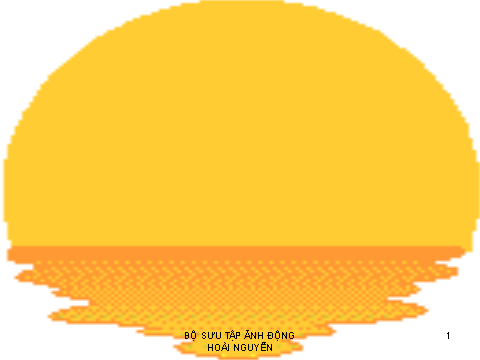 BỘ SƯU TẬP ẢNH ĐỘNG 1
HOÀI NGUYỄN